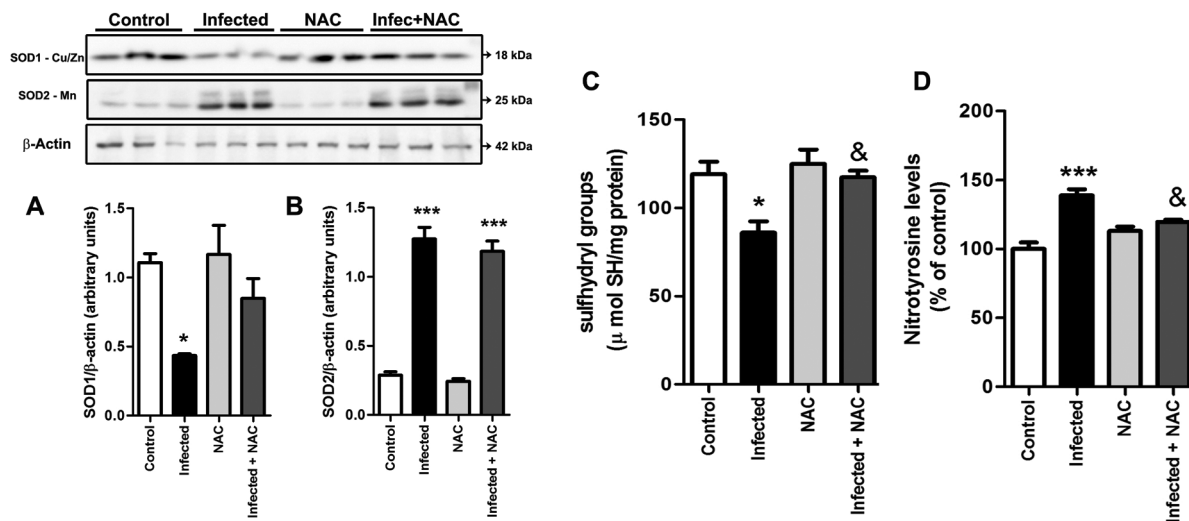 Control Infected NAC Infec+NAC
SOD1 - Cu/Zn → 18 kDa
SOD2 - Mn → 25 kDa
β-Actin → 42 kDa
A
SOD1/β-actin (arbitrary units)
1.5
1.0
0.5
0.0
*
Control
Infected
NAC
Infected + NAC
B
SOD2/β-actin (arbitrary units)
1.5
1.0
0.5
0.0
***
***
Control
Infected
NAC
Infected + NAC
C
sulfhydryl groups
(μ mol SH/mg protein)
150
100
50
0
*
&
Control
Infected
NAC
Infected + NAC
D
Nitrotyrosine levels
(% of control)
200
150
100
50
0
***
&
Control
Infected
NAC
Infected + NAC